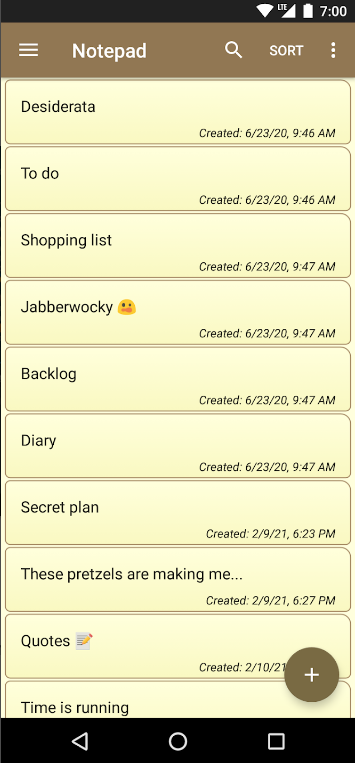 LTE 7:00
Notepad SORT
Desiderata
Created: 6/23/20, 9:46 AM
To do
Created: 6/23/20, 9:46 AM
Shopping list
Created: 6/23/20, 9:47 AM
Jabberwocky 😛
Created: 6/23/20, 9:47 AM
Backlog
Created: 6/23/20, 9:47 AM
Diary
Created: 6/23/20, 9:47 AM
Secret plan
Created: 2/9/21, 6:23 PM
These pretzels are making me...
Created: 2/9/21, 6:27 PM
Quotes 📝
Created: 2/10/21
Time is running